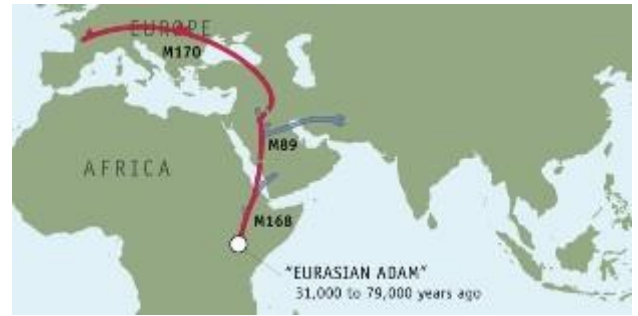 EUROPE
M170
M89
AFRICA
M168
"EURASIAN ADAM"
31,000 to 79,000 years ago